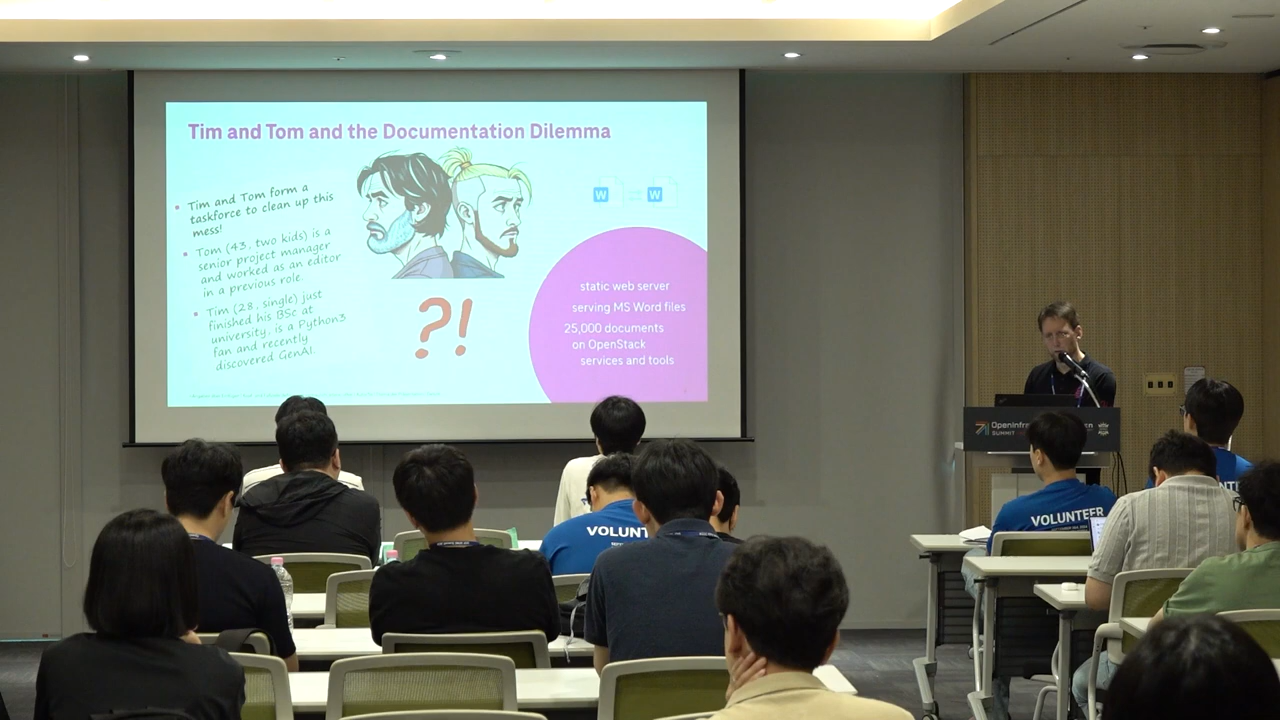 Tim and Tom and the Documentation Dilemma
Tim and Tom form a
taskforce to clean up this
mess!
Tom (43, two kids) is a
senior project manager
and worked as an editor
in a previous role.
Tim (28, single) just
finished his BSc at
university, is a Python3
fan and recently
discovered GenAI.
?!
W W
static web server
serving MS Word files
25,000 documents
on OpenStack
services and tools
OpenInfra
SUMMIT
VOLUNTEER
VOLUNT